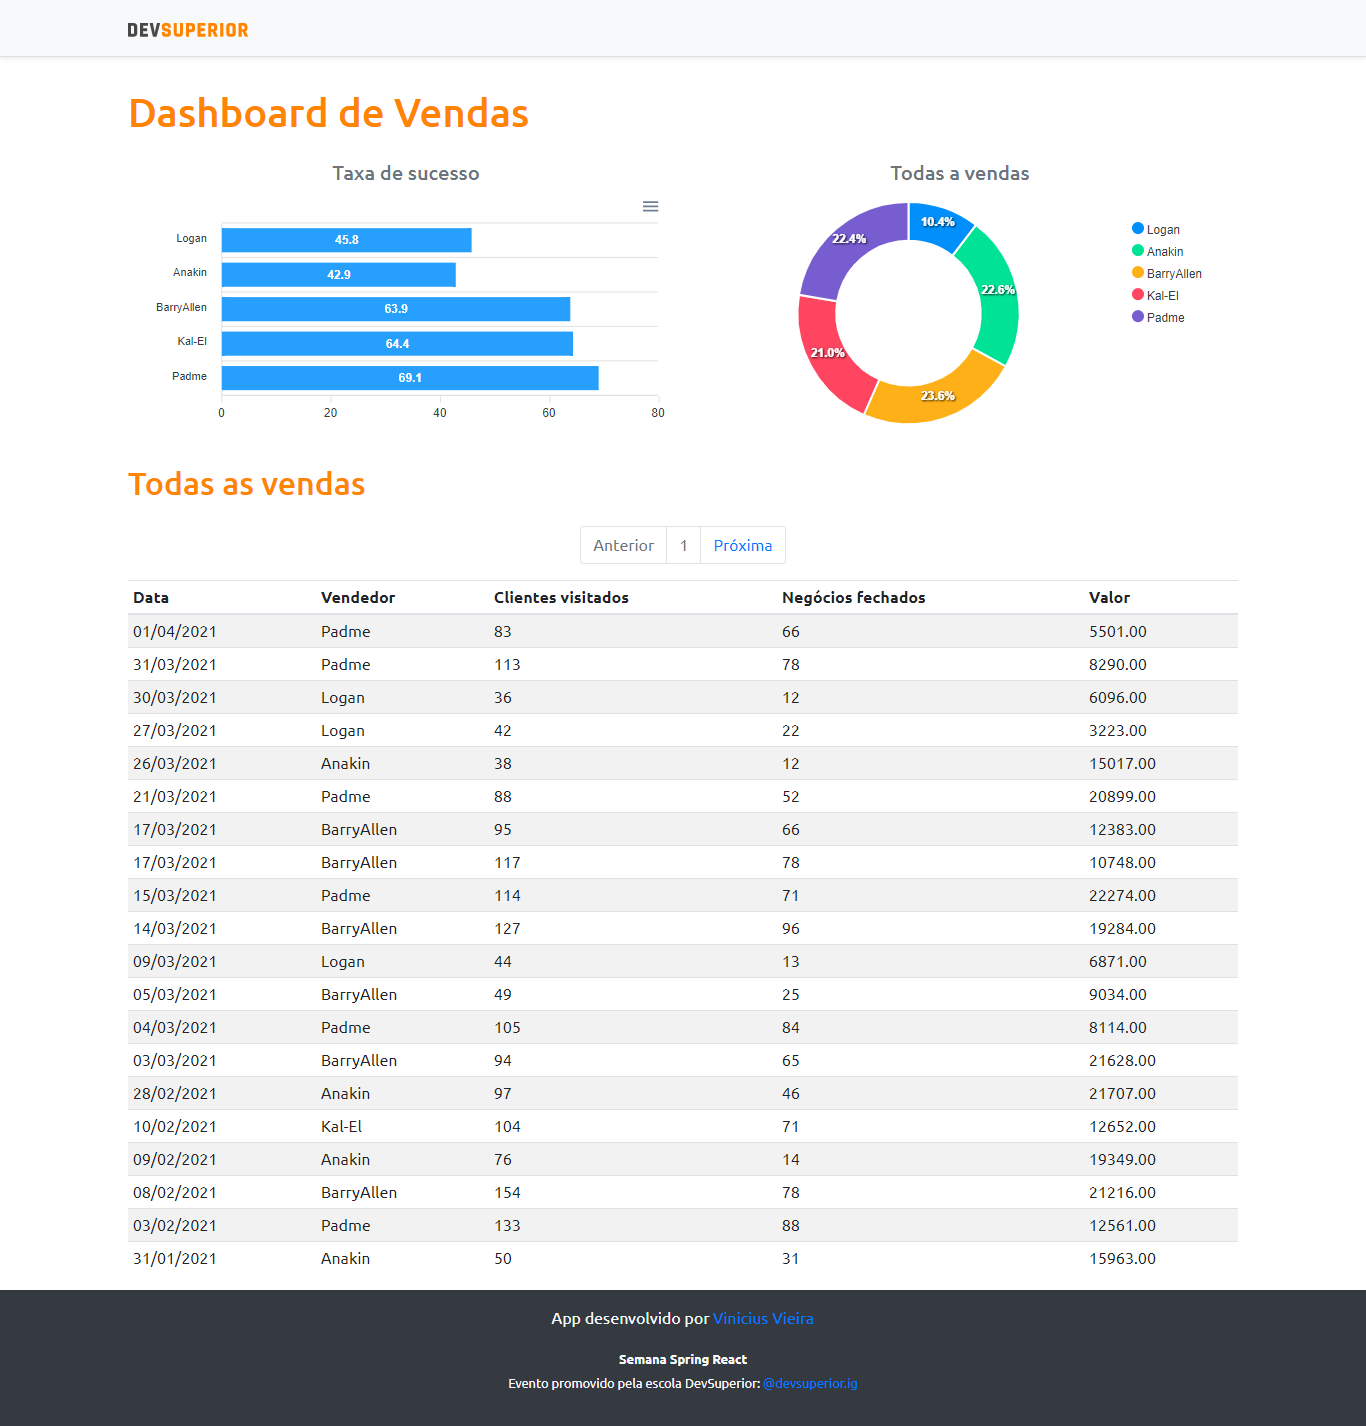 DEVSUPERIOR
Dashboard de Vendas
Taxa de sucesso
Logan 45.8
Anakin 42.9
BarryAllen 63.9
Kal-El 64.4
Padme 69.1
0 20 40 60 80
Todas a vendas
10.4%
22.6%
23.6%
21.0%
22.4%
Logan
Anakin
BarryAllen
Kal-El
Padme
Todas as vendas
Anterior 1 Próxima
Data Vendedor Clientes visitados Negócios fechados Valor
01/04/2021 Padme 83 66 5501.00
31/03/2021 Padme 113 78 8290.00
30/03/2021 Logan 36 12 6096.00
27/03/2021 Logan 42 22 3223.00
26/03/2021 Anakin 38 12 15017.00
21/03/2021 Padme 88 52 20899.00
17/03/2021 BarryAllen 95 66 12383.00
17/03/2021 BarryAllen 117 78 10748.00
15/03/2021 Padme 114 71 22274.00
14/03/2021 BarryAllen 127 96 19284.00
09/03/2021 Logan 44 13 6871.00
05/03/2021 BarryAllen 49 25 9034.00
04/03/2021 Padme 105 84 8114.00
03/03/2021 BarryAllen 94 65 21628.00
28/02/2021 Anakin 97 46 21707.00
10/02/2021 Kal-El 104 71 12652.00
09/02/2021 Anakin 76 14 19349.00
08/02/2021 BarryAllen 154 78 21216.00
03/02/2021 Padme 133 88 12561.00
31/01/2021 Anakin 50 31 15963.00
App desenvolvido por Vinicius Vieira
Semana Spring React
Evento promovido pela escola DevSuperior: @devsuperior.ig